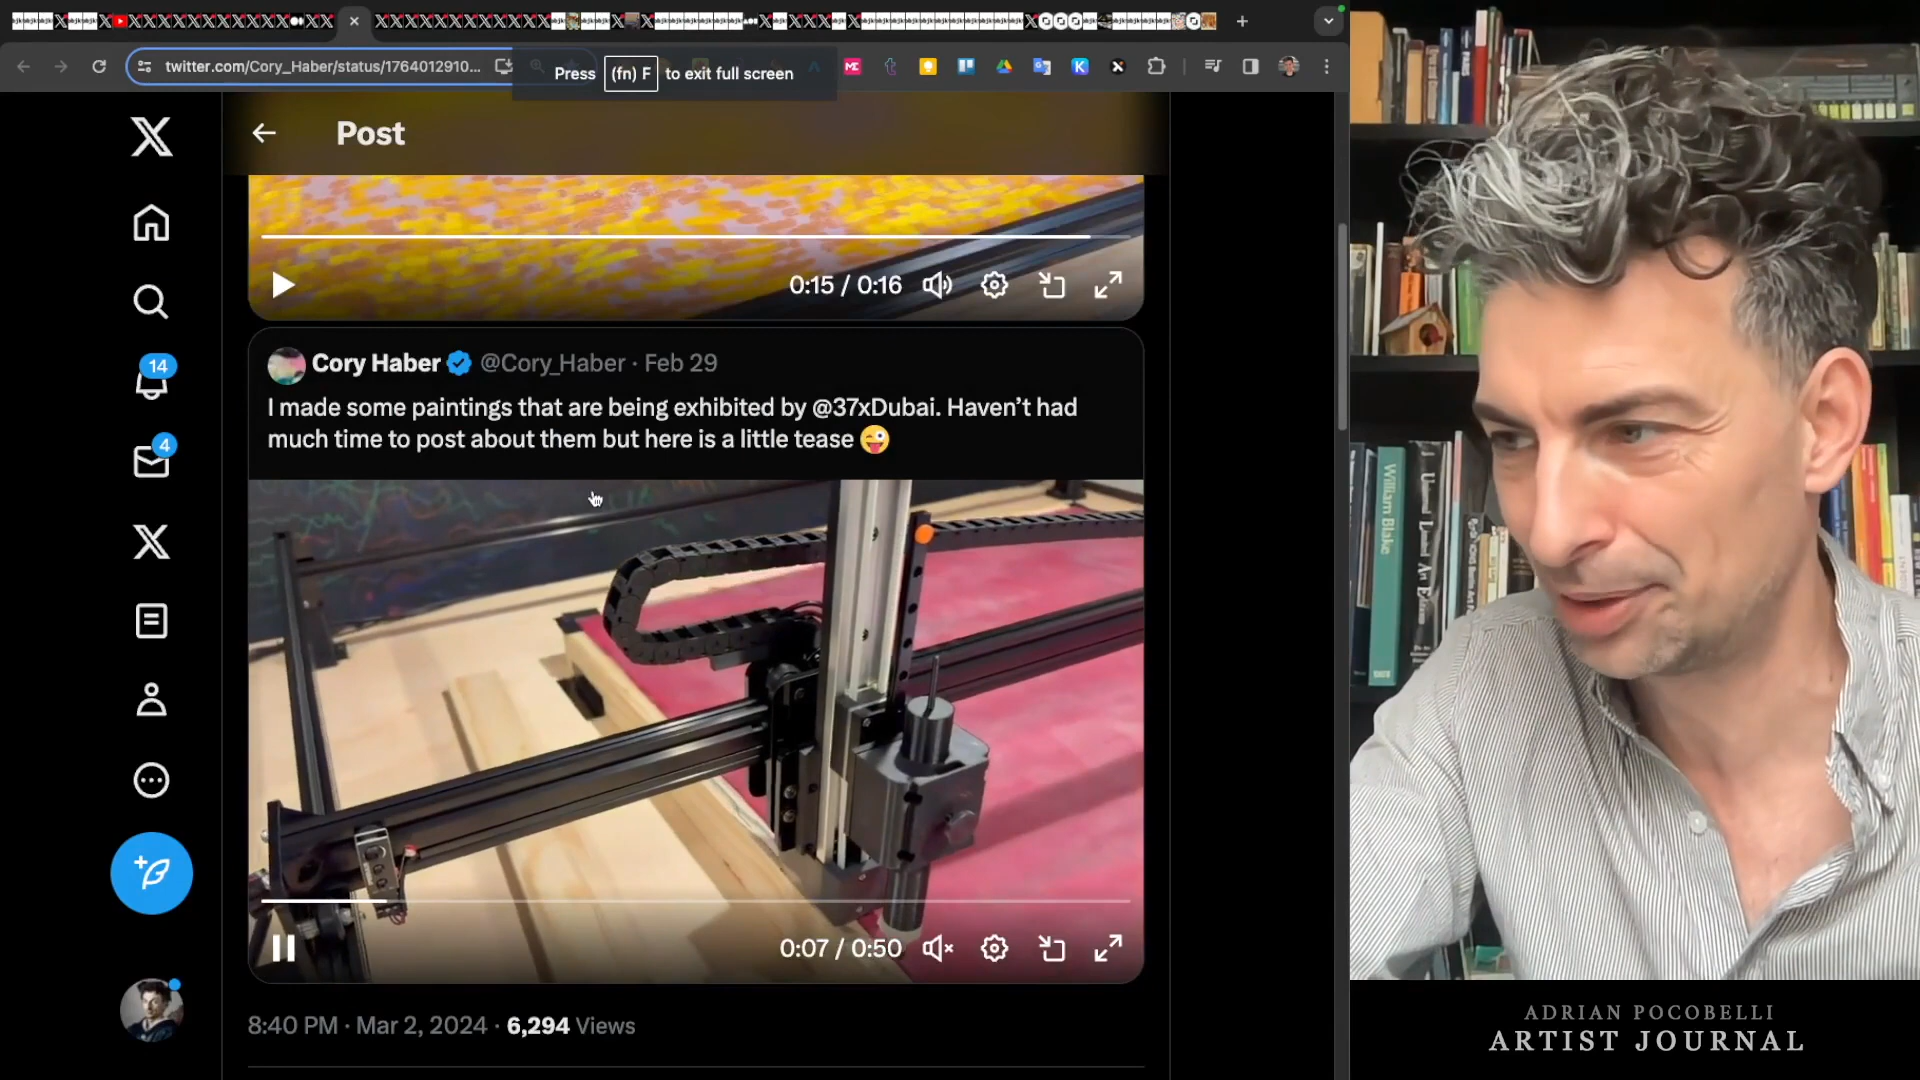 twitter.com/Cory_Haber/status/1764012910...
Press (fn) F to exit full screen
Post
0:15 / 0:16
14
4
Cory Haber @Cory_Haber · Feb 29
I made some paintings that are being exhibited by @37xDubai. Haven't had
much time to post about them but here is a little tease 😜
0:07 / 0:50
8:40 PM · Mar 2, 2024 · 6,294 Views
William Blake
ADRIAN POCOBELLI
ARTIST JOURNAL